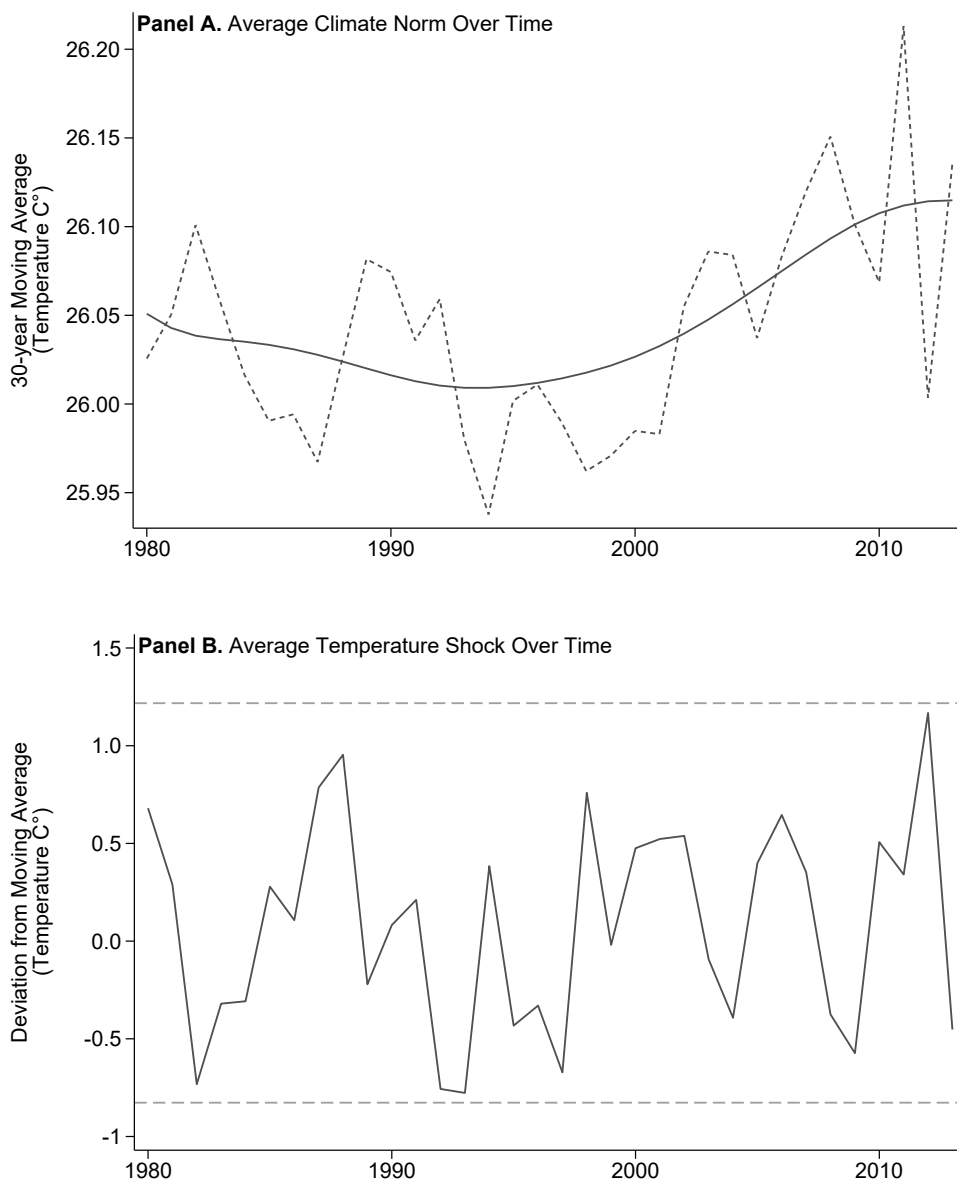 Panel A. Average Climate Norm Over Time
30-year Moving Average
(Temperature C°)
26.20
26.15
26.10
26.05
26.00
25.95
1980 1990 2000 2010
Panel B. Average Temperature Shock Over Time
Deviation from Moving Average
(Temperature C°)
1.5
1.0
0.5
0.0
-0.5
-1
1980 1990 2000 2010